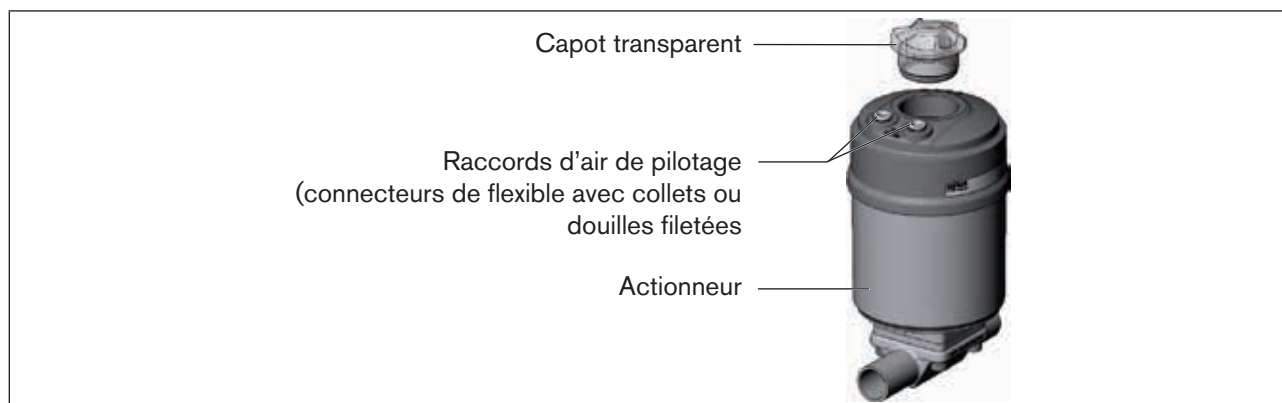 Capot transparent
Raccords d'air de pilotage
(connecteurs de flexible avec collets ou
douilles filetées
Actionneur